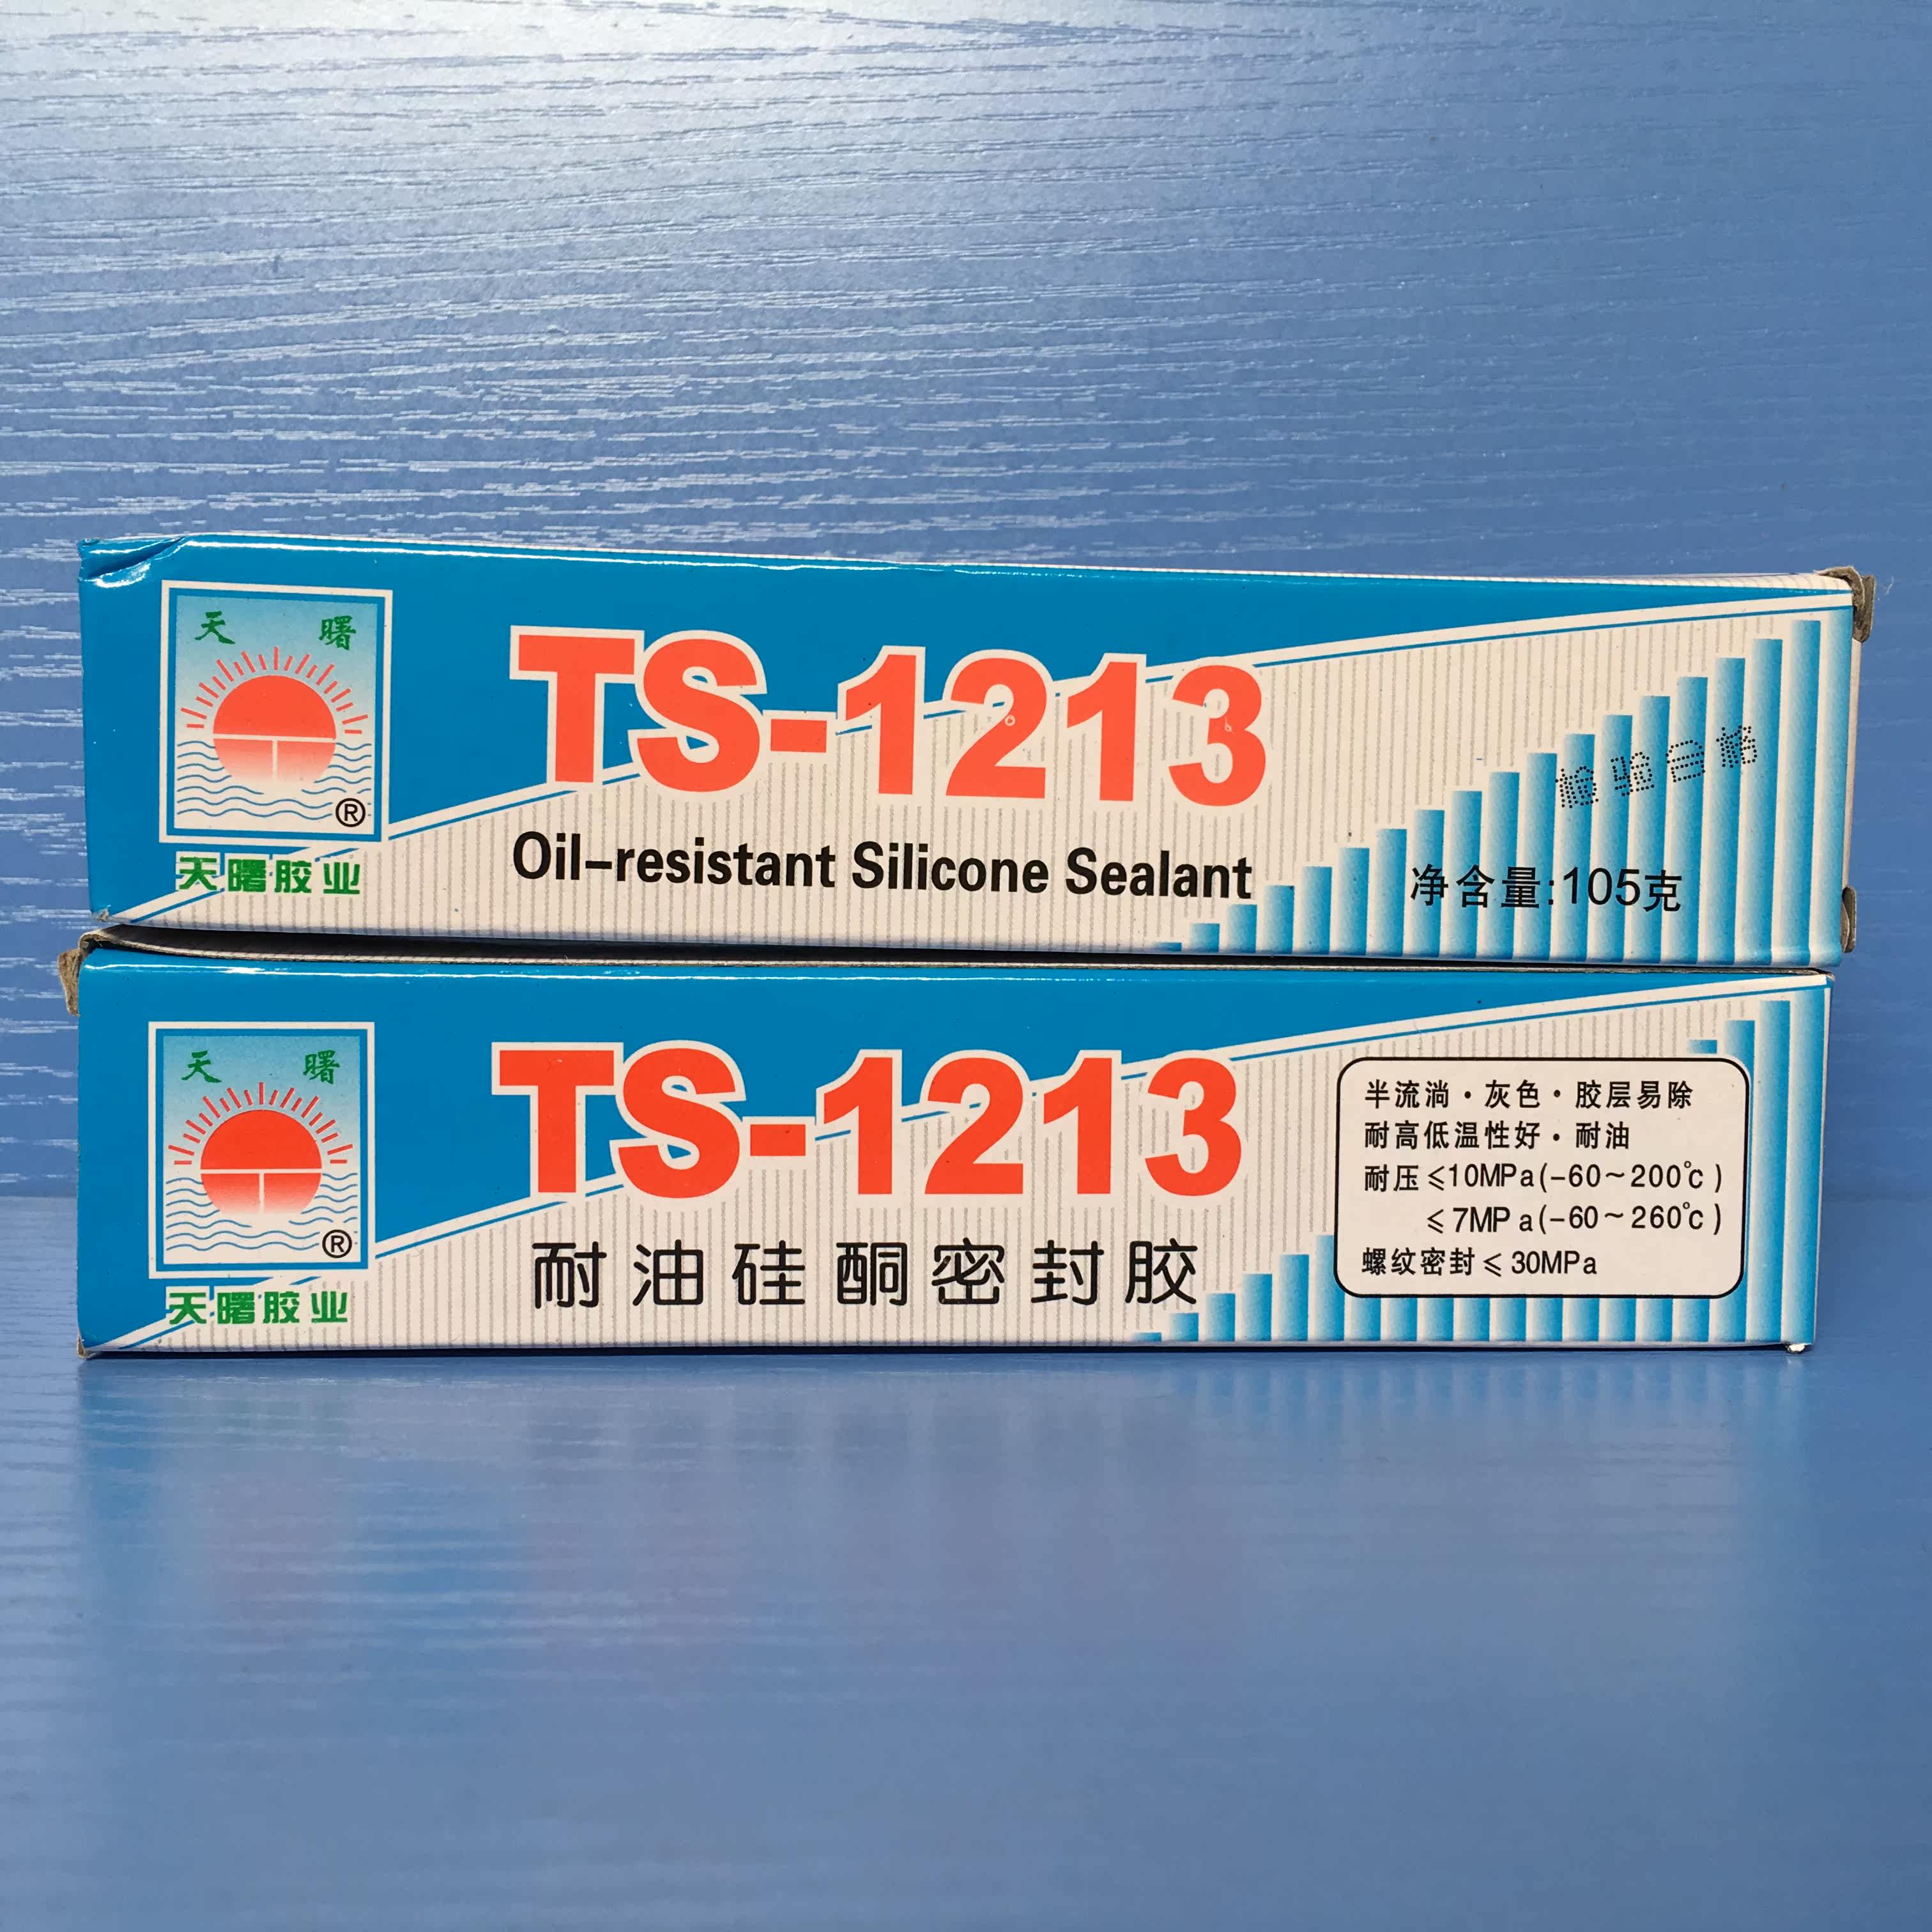 天 曙
®
天曙胶业
TS-1213
Oil-resistant Silicone Sealant
检验合格
净含量:105克
天 曙
®
天曙胶业
TS-1213
耐油硅酮密封胶
半流淌·灰色·胶层易除
耐高低温性好·耐油
耐压≤10MPa(-60~200℃)
≤7MPa(-60~260℃)
螺纹密封≤30MPa